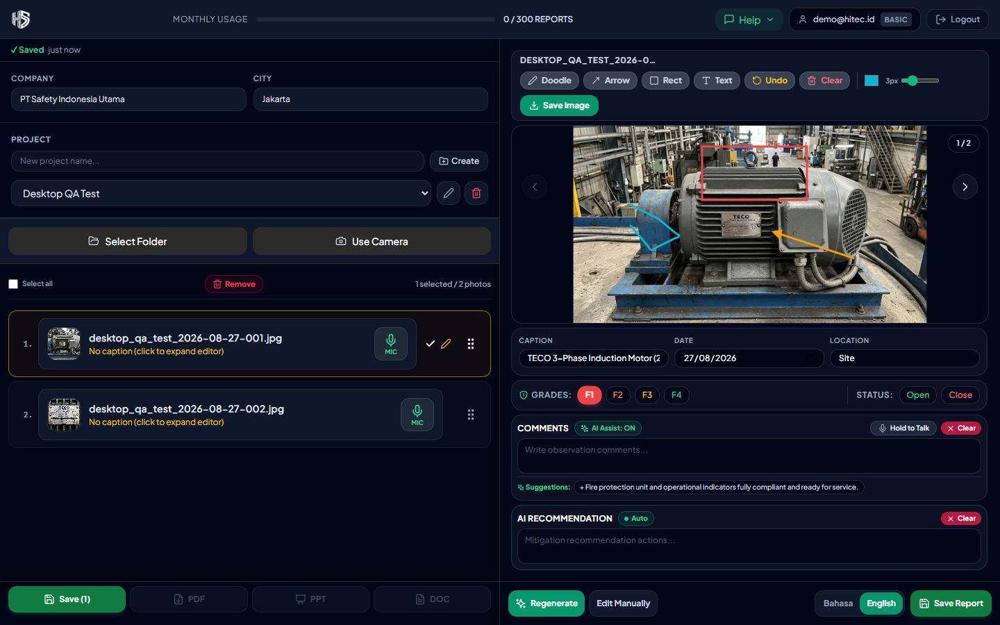 HS
MONTHLY USAGE
0 / 300 REPORTS
Help
demo@hitec.id
BASIC
Logout
✓ Saved just now
COMPANY
CITY
PT Safety Indonesia Utama
Jakarta
PROJECT
New project name...
Create
Desktop QA Test
Select Folder
Use Camera
Select all
Remove
1 selected / 2 photos
1.
desktop_qa_test_2026-08-27-001.jpg
No caption (click to expand editor)
MIC
2.
desktop_qa_test_2026-08-27-002.jpg
No caption (click to expand editor)
MIC
Save (1)
PDF
PPT
DOC
DESKTOP_QA_TEST_2026-0...
Doodle
Arrow
Rect
Text
Undo
Clear
3px
Save Image
1 / 2
TECO
CAPTION
DATE
LOCATION
TECO 3-Phase Induction Motor (2
27/08/2026
Site
GRADES:
F1
F2
F3
F4
STATUS:
Open
Close
COMMENTS
AI Assist: ON
Hold to Talk
Clear
Write observation comments...
Suggestions:
+ Fire protection unit and operational indicators fully compliant and ready for service.
AI RECOMMENDATION
Auto
Clear
Mitigation recommendation actions...
Regenerate
Edit Manually
Bahasa
English
Save Report